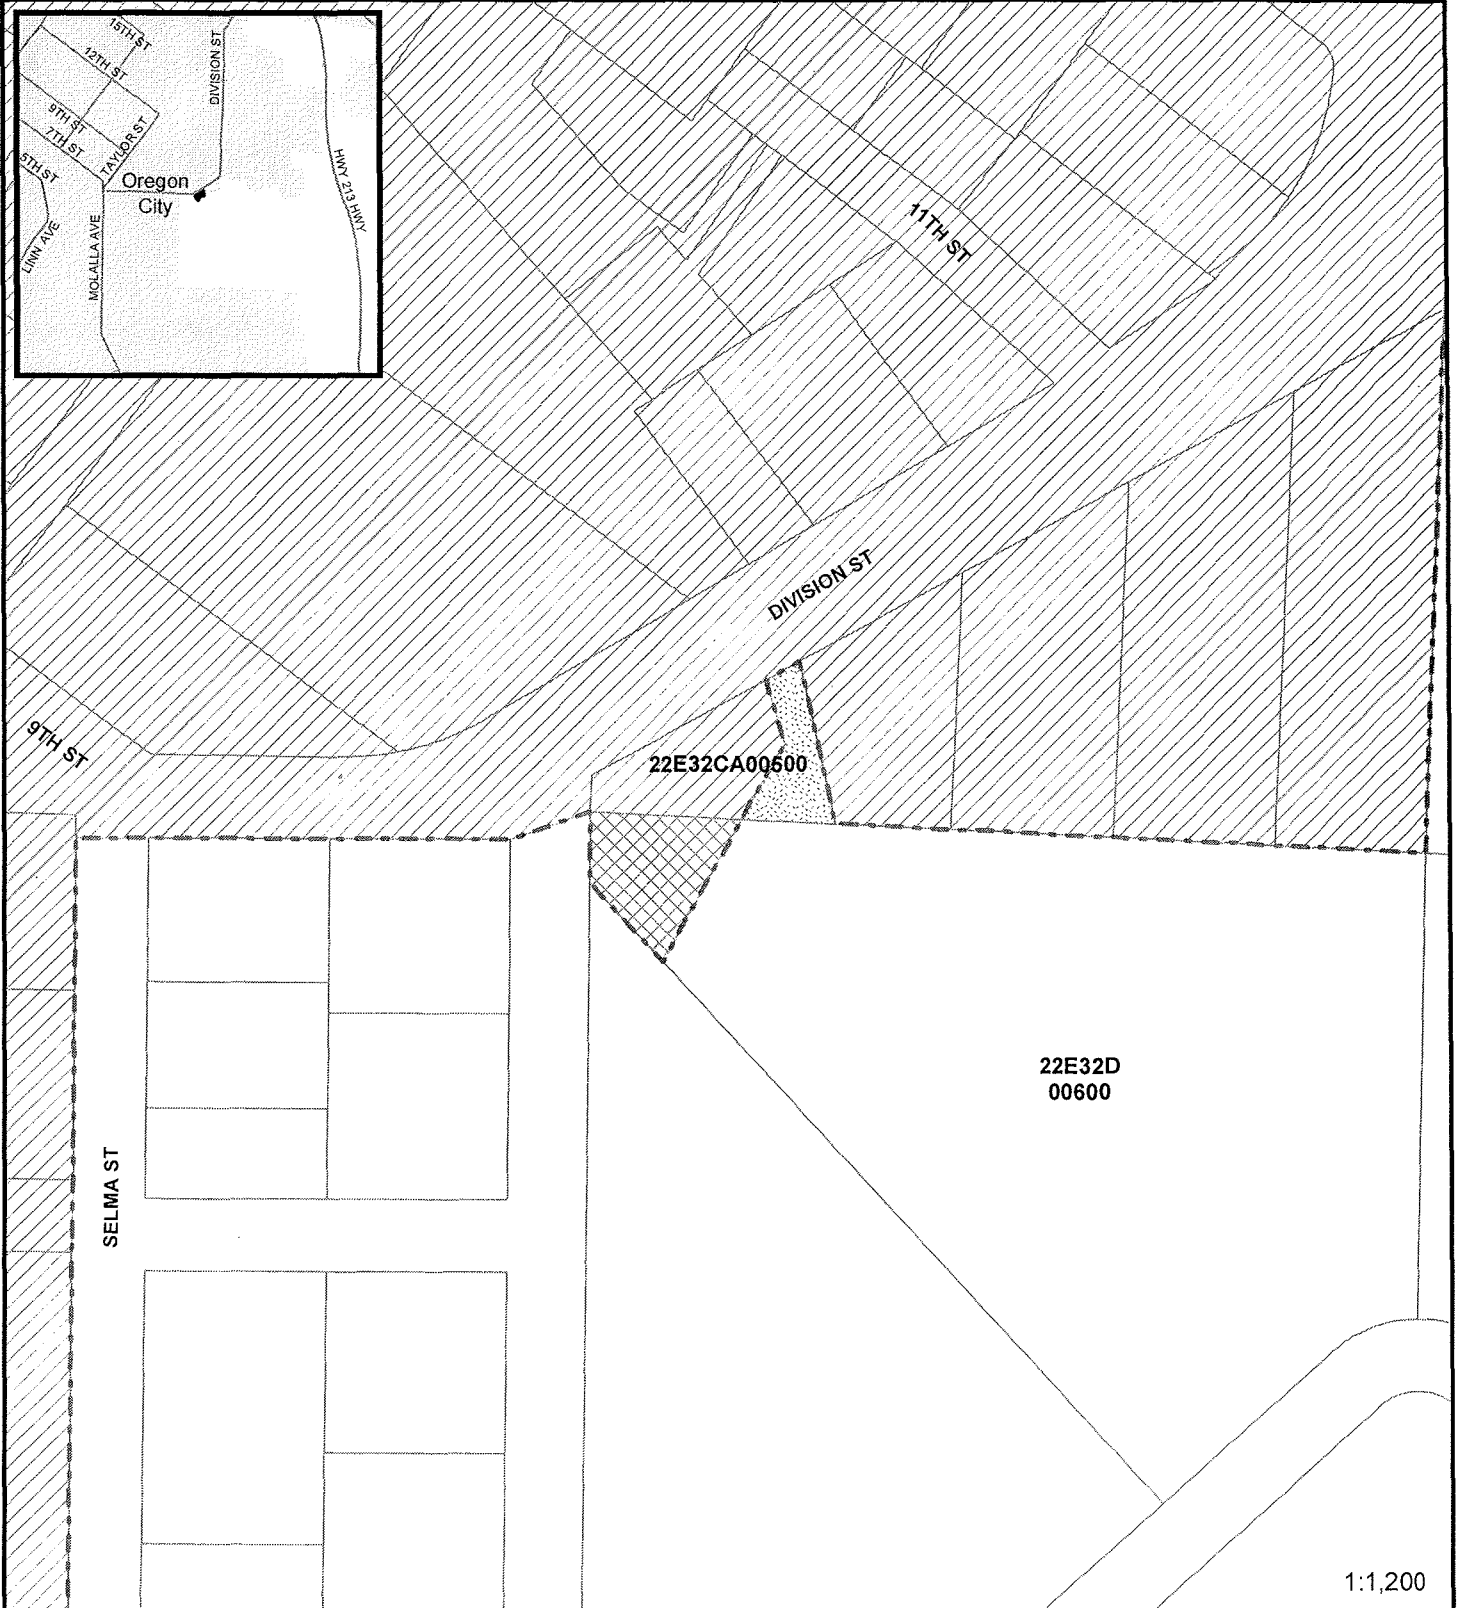 15TH ST
12TH ST
DIVISION ST
9TH ST
7TH ST
TAYLOR ST
5TH ST
Oregon
City
HWY 213 HWY
LINN AVE
MOLALLA AVE
11TH ST
DIVISION ST
9TH ST
22E32CA00600
22E32D
00600
SELMA ST
1:1,200